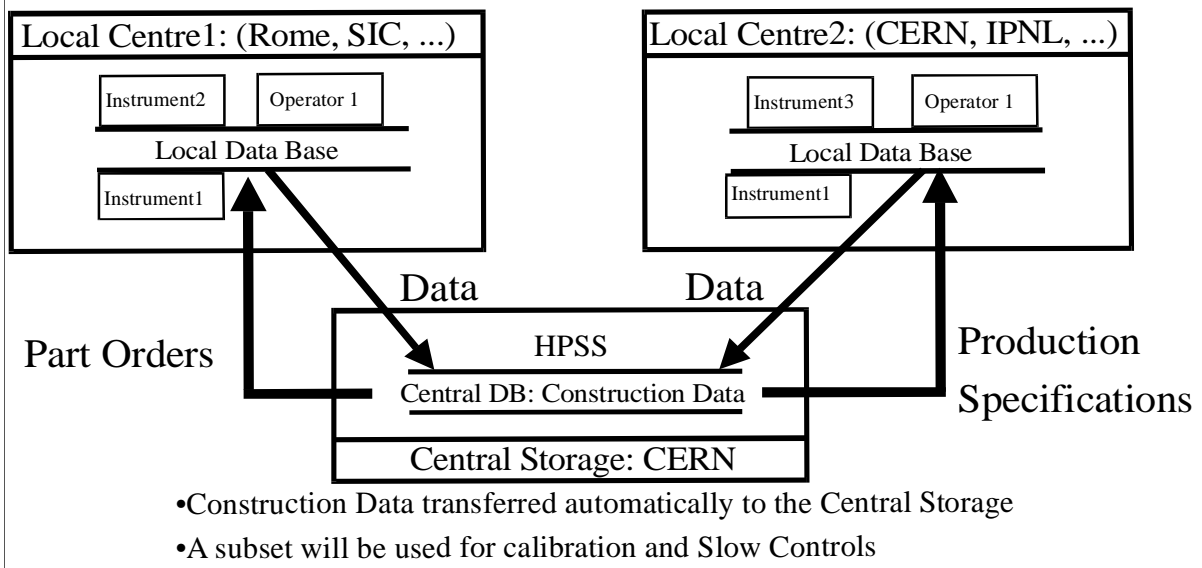 Local Centre1: (Rome, SIC, ...)
Instrument2
Operator 1
Local Data Base
Instrument1
Local Centre2: (CERN, IPNL, ...)
Instrument3
Operator 1
Local Data Base
Instrument1
Data
Data
Part Orders
HPSS
Central DB: Construction Data
Central Storage: CERN
Production
Specifications
•Construction Data transferred automatically to the Central Storage
•A subset will be used for calibration and Slow Controls